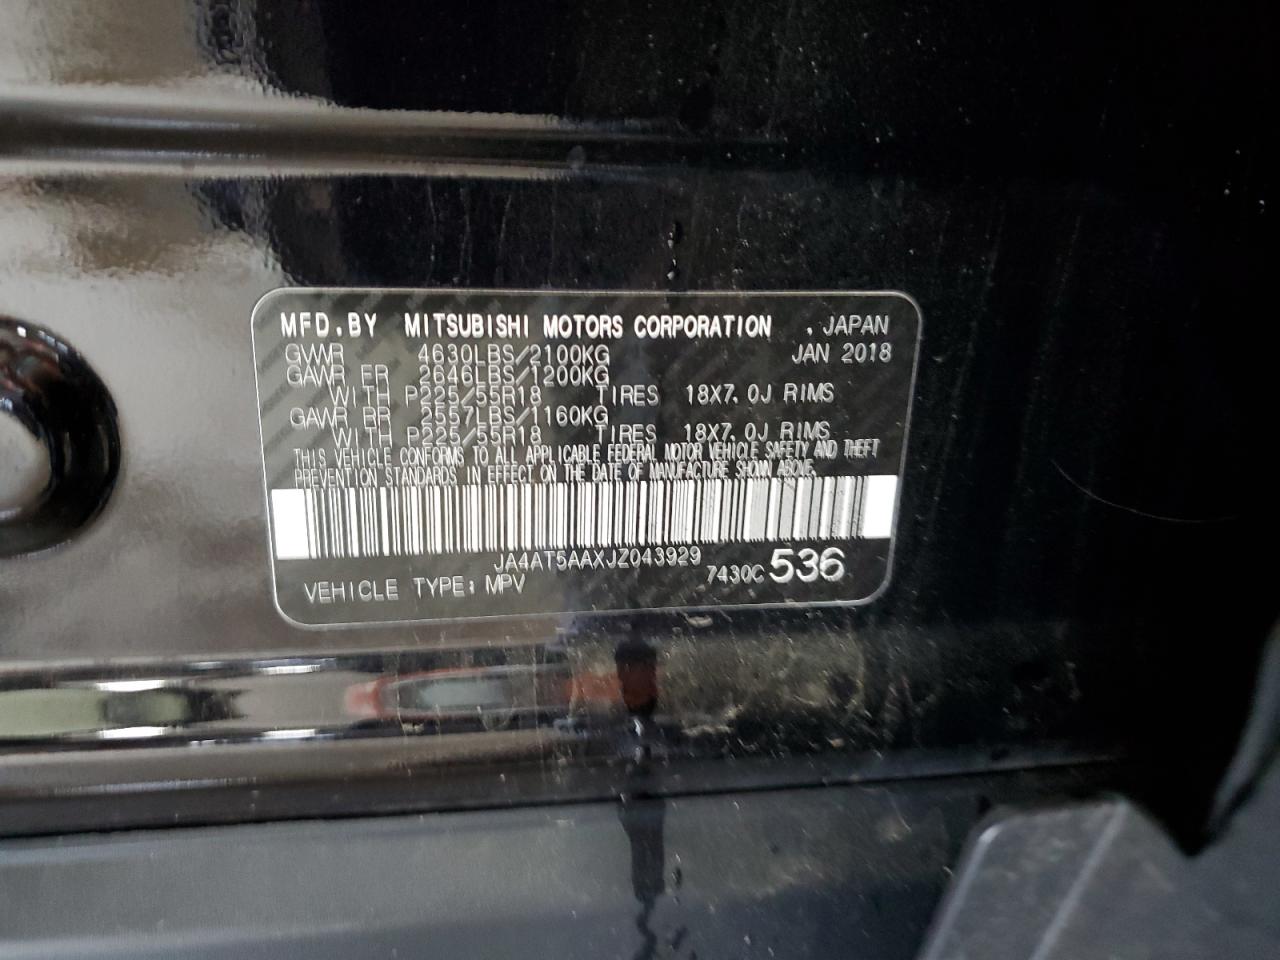 MFD.BY MITSUBISHI MOTORS CORPORATION , JAPAN
GVWR 4630LBS/2100KG JAN 2018
GAWR FR 2646LBS/1200KG
WITH P225/55R18 TIRES 18X7.0J RIMS
GAWR RR 2557LBS/1160KG
WITH P225/55R18 TIRES 18X7.0J RIMS
THIS VEHICLE CONFORMS TO ALL APPLICABLE FEDERAL MOTOR VEHICLE SAFETY AND THEFT
PREVENTION STANDARDS IN EFFECT ON THE DATE OF MANUFACTURE SHOWN ABOVE.
JA4AT5AAXJZ043929
VEHICLE TYPE: MPV 7430C 536